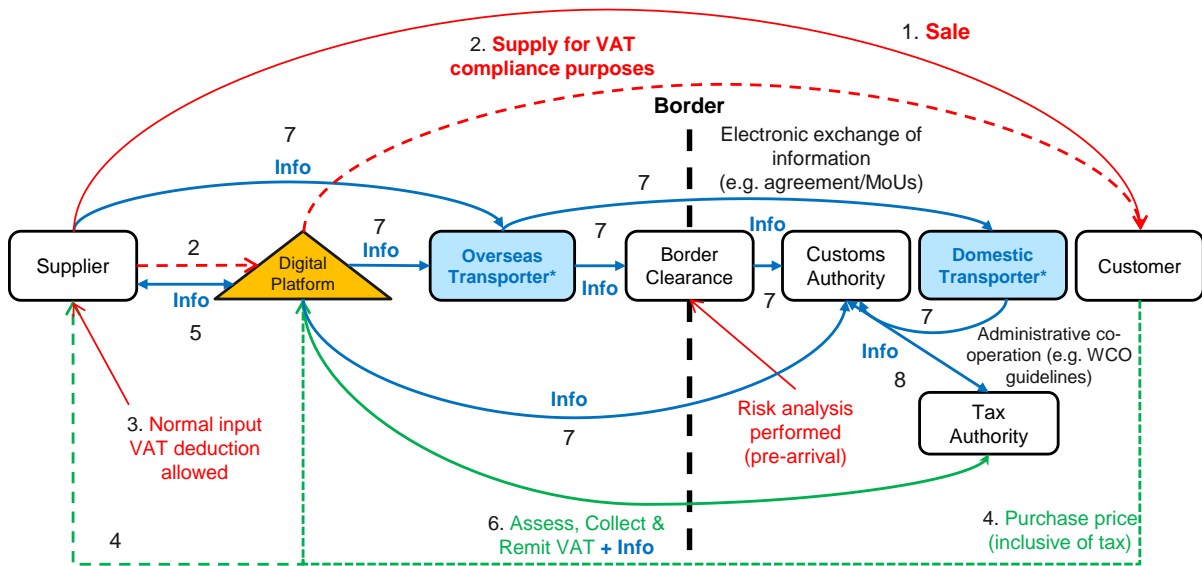 1. Sale
2. Supply for VAT
compliance purposes
Border
7
Info
Electronic exchange of
information
(e.g. agreement/MoUs)
7
7
Info
7
Info
Supplier
2
Info
5
Digital
Platform
Overseas
Transporter*
Info
Border
Clearance
7
Customs
Authority
Domestic
Transporter*
Customer
7
Info
8
Administrative co-
operation (e.g. WCO
guidelines)
Tax
Authority
3. Normal input
VAT deduction
allowed
Info
7
Risk analysis
performed
(pre-arrival)
4
6. Assess, Collect &
Remit VAT + Info
4. Purchase price
(inclusive of tax)